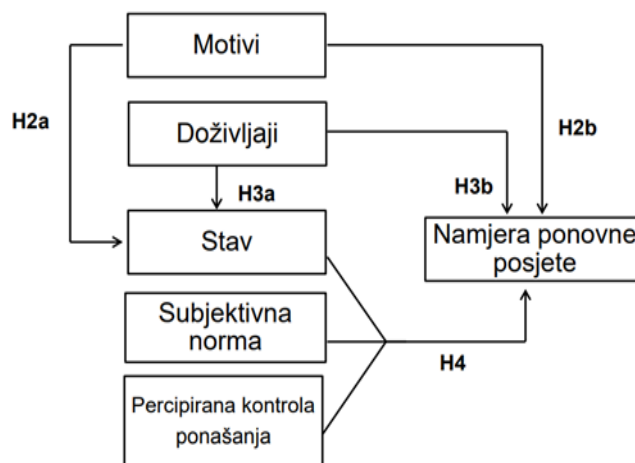 Motivi
H2a
H2b
Doživljaji
H3a
H3b
Stav
Namjera ponovne
posjete
Subjektivna
norma
H4
Percipirana kontrola
ponašanja